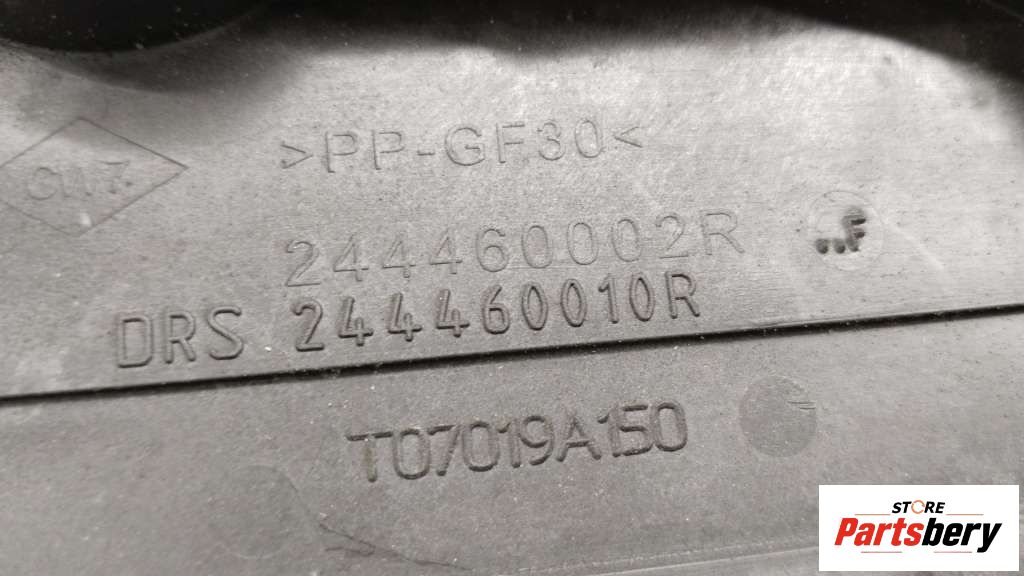 >PP-GF30<
244460002R
..F
DRS 244460010R
T07019A150
STORE
Partsbery